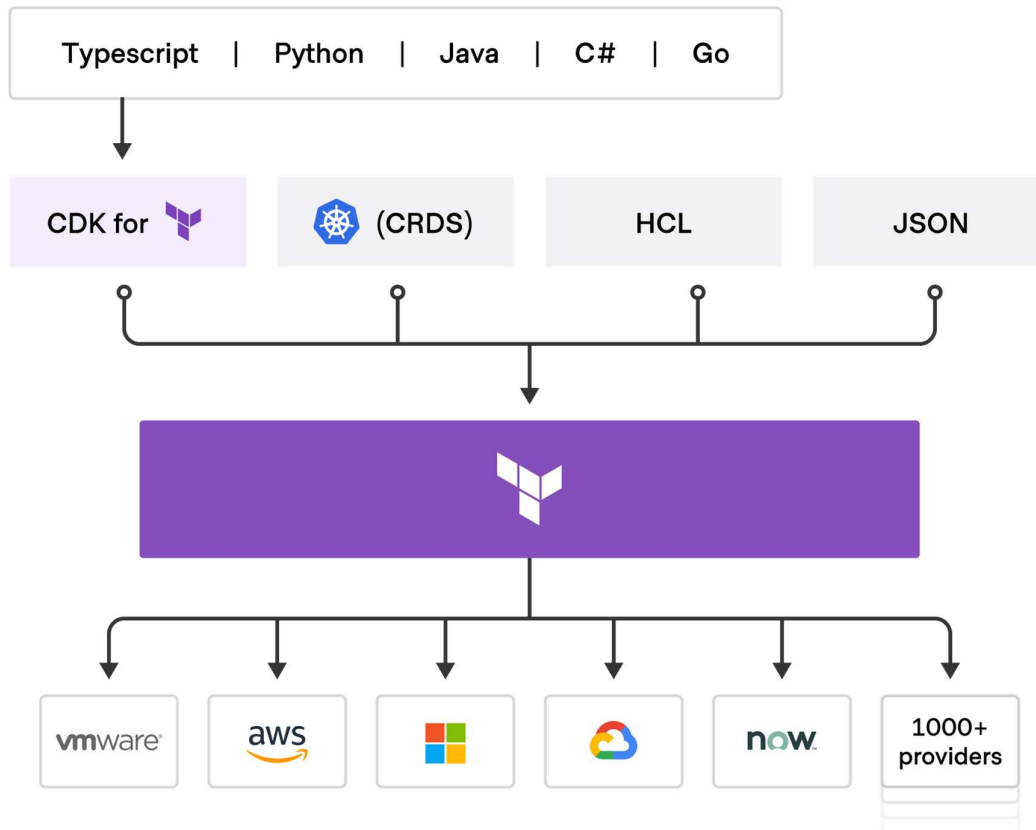 Typescript | Python | Java | C# | Go
CDK for
(CRDS)
HCL
JSON
vmware®
aws
now
1000+
providers